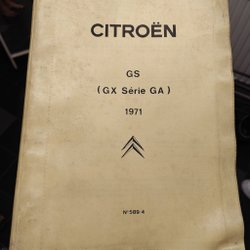 CITROËN
GS
(GX Série GA)
1971
N° 589-4